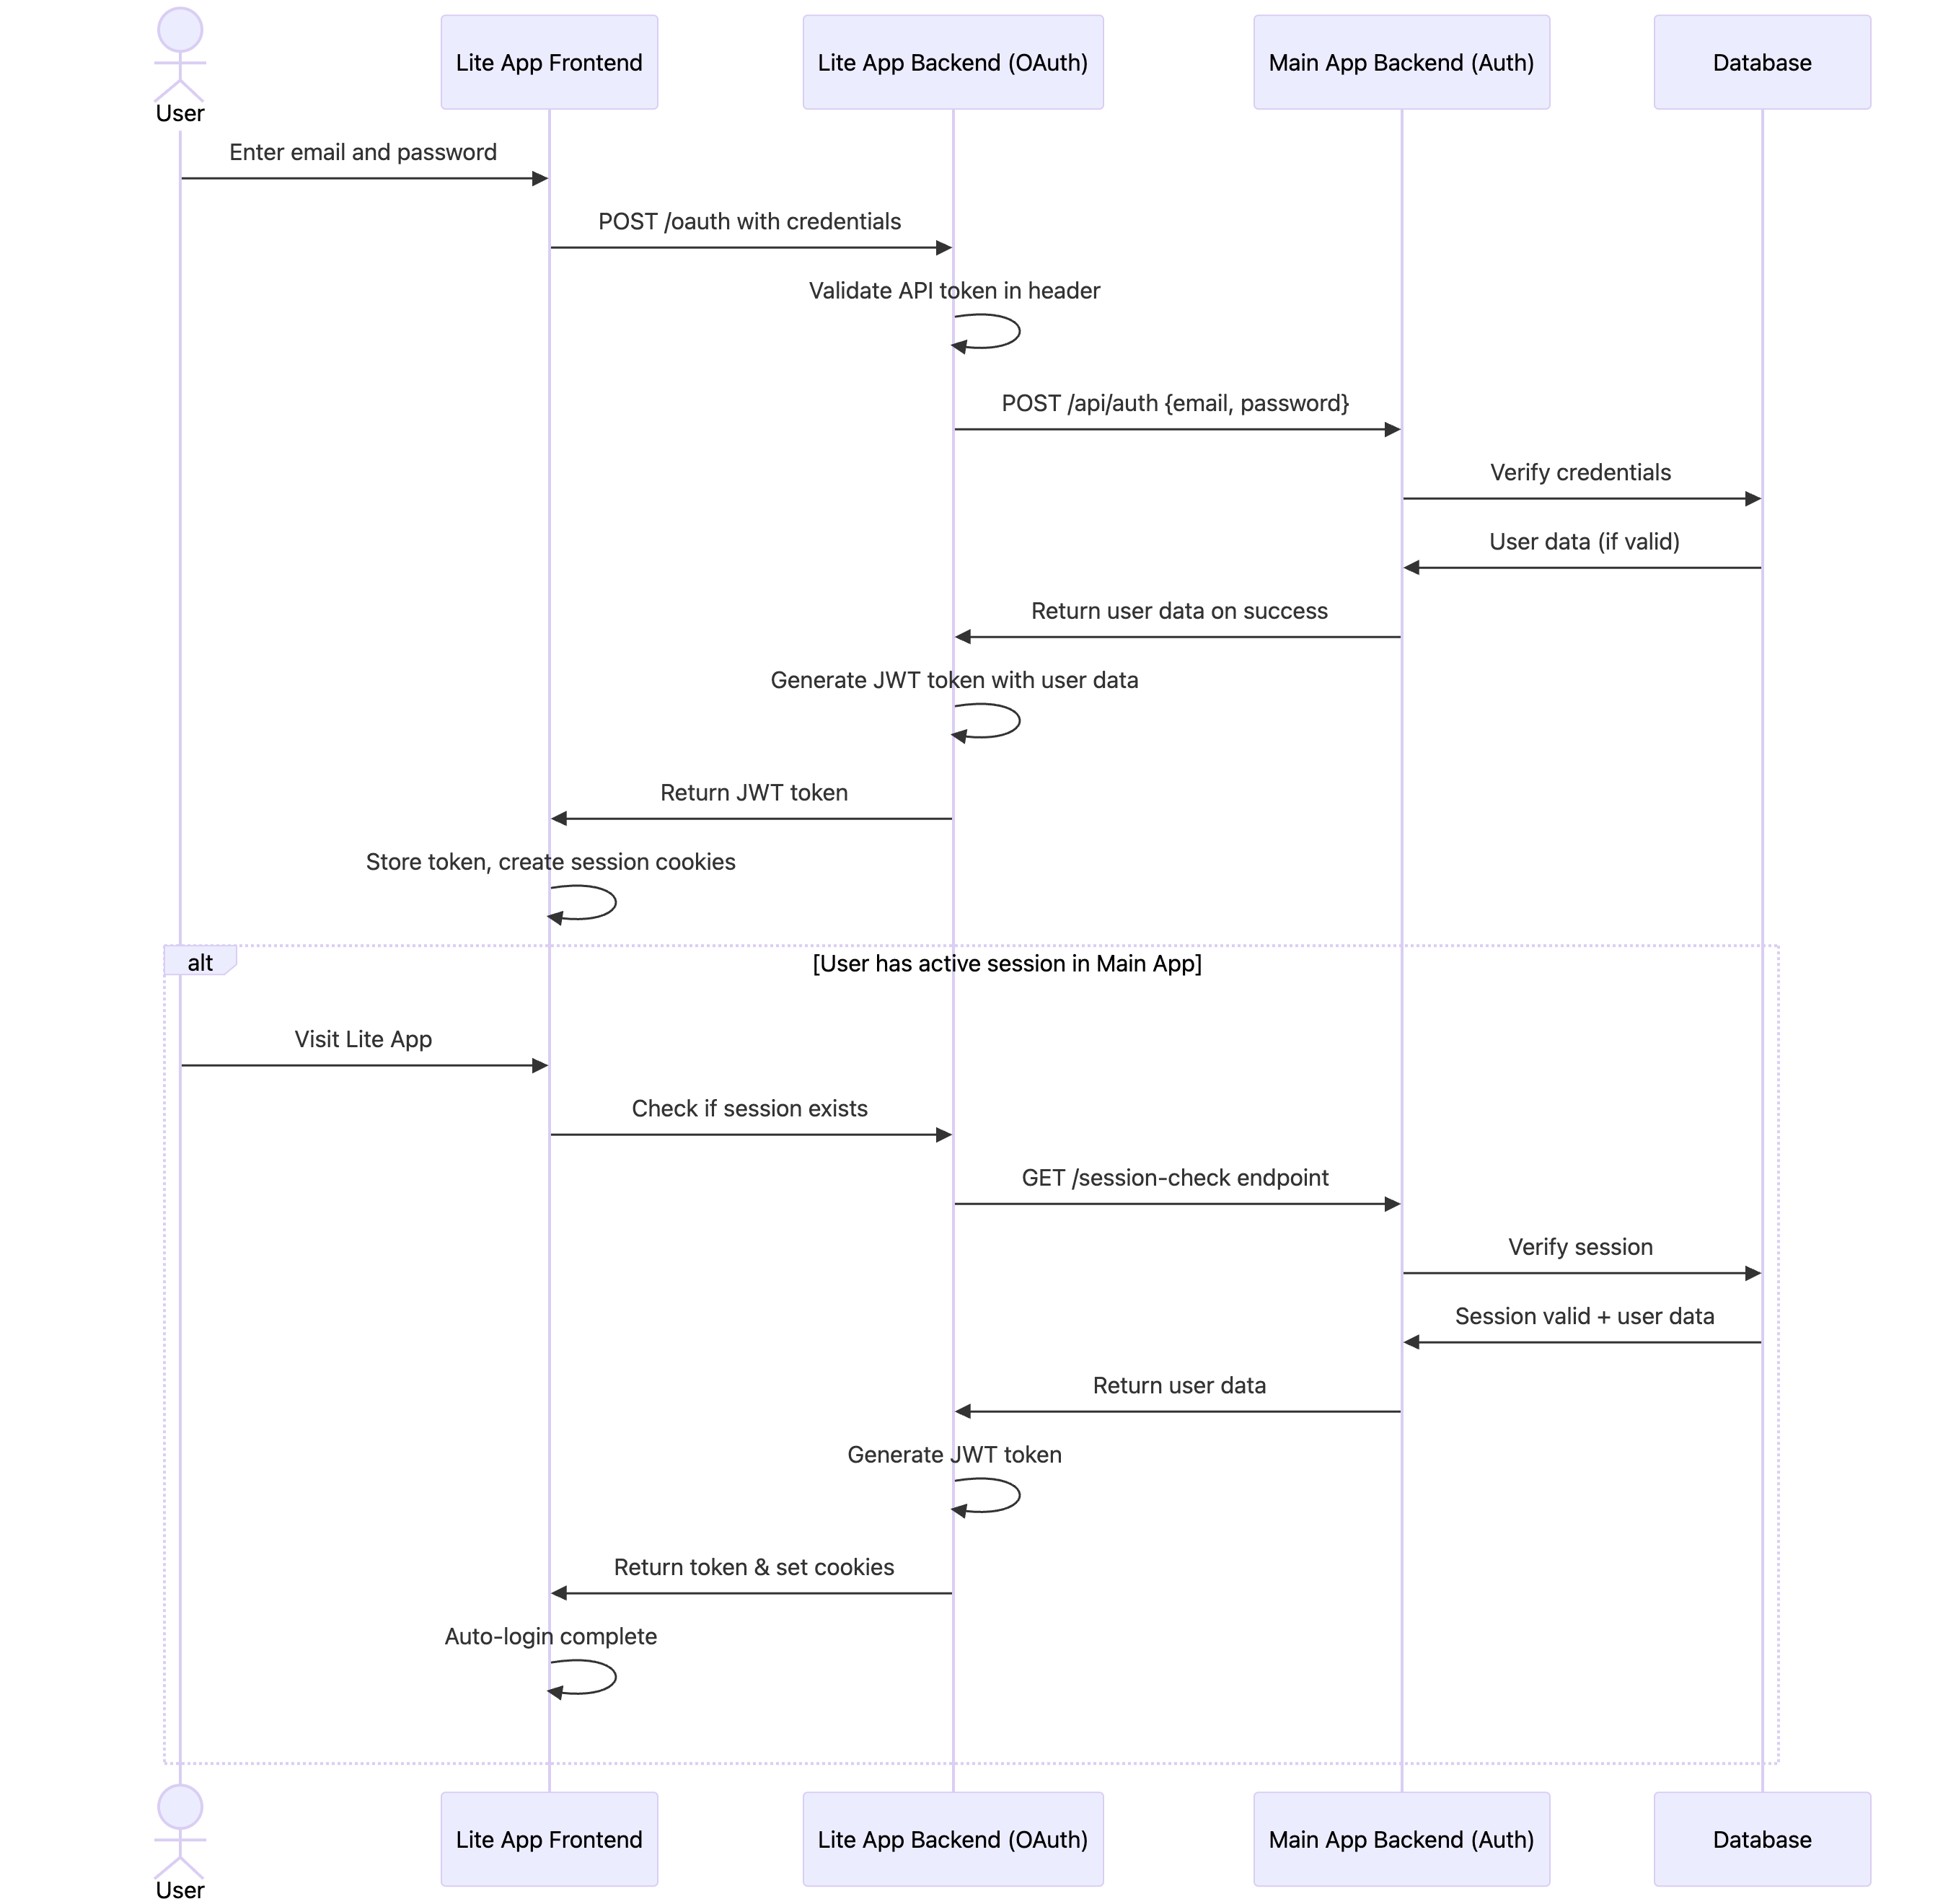 User
Lite App Frontend
Lite App Backend (OAuth)
Main App Backend (Auth)
Database
Enter email and password
POST /oauth with credentials
Validate API token in header
POST /api/auth {email, password}
Verify credentials
User data (if valid)
Return user data on success
Generate JWT token with user data
Return JWT token
Store token, create session cookies
alt
[User has active session in Main App]
Visit Lite App
Check if session exists
GET /session-check endpoint
Verify session
Session valid + user data
Return user data
Generate JWT token
Return token & set cookies
Auto-login complete
User
Lite App Frontend
Lite App Backend (OAuth)
Main App Backend (Auth)
Database